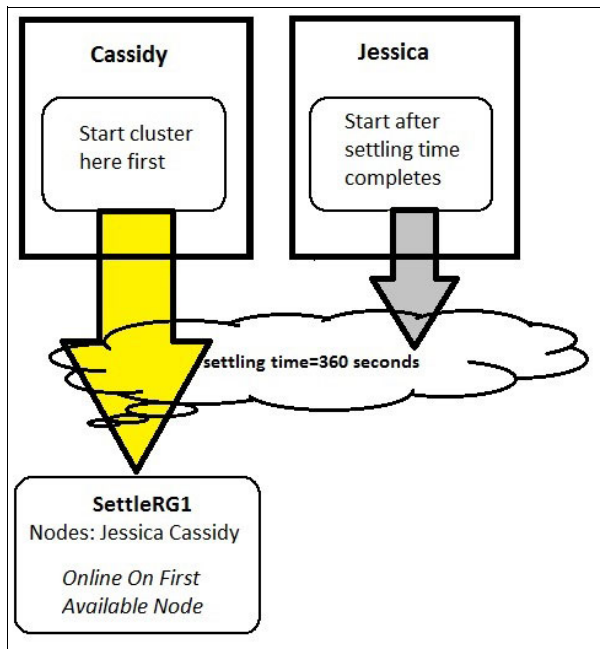 Cassidy
Start cluster
here first
Jessica
Start after
settling time
completes
settling time=360 seconds
SettleRG1
Nodes: Jessica Cassidy
Online On First
Available Node